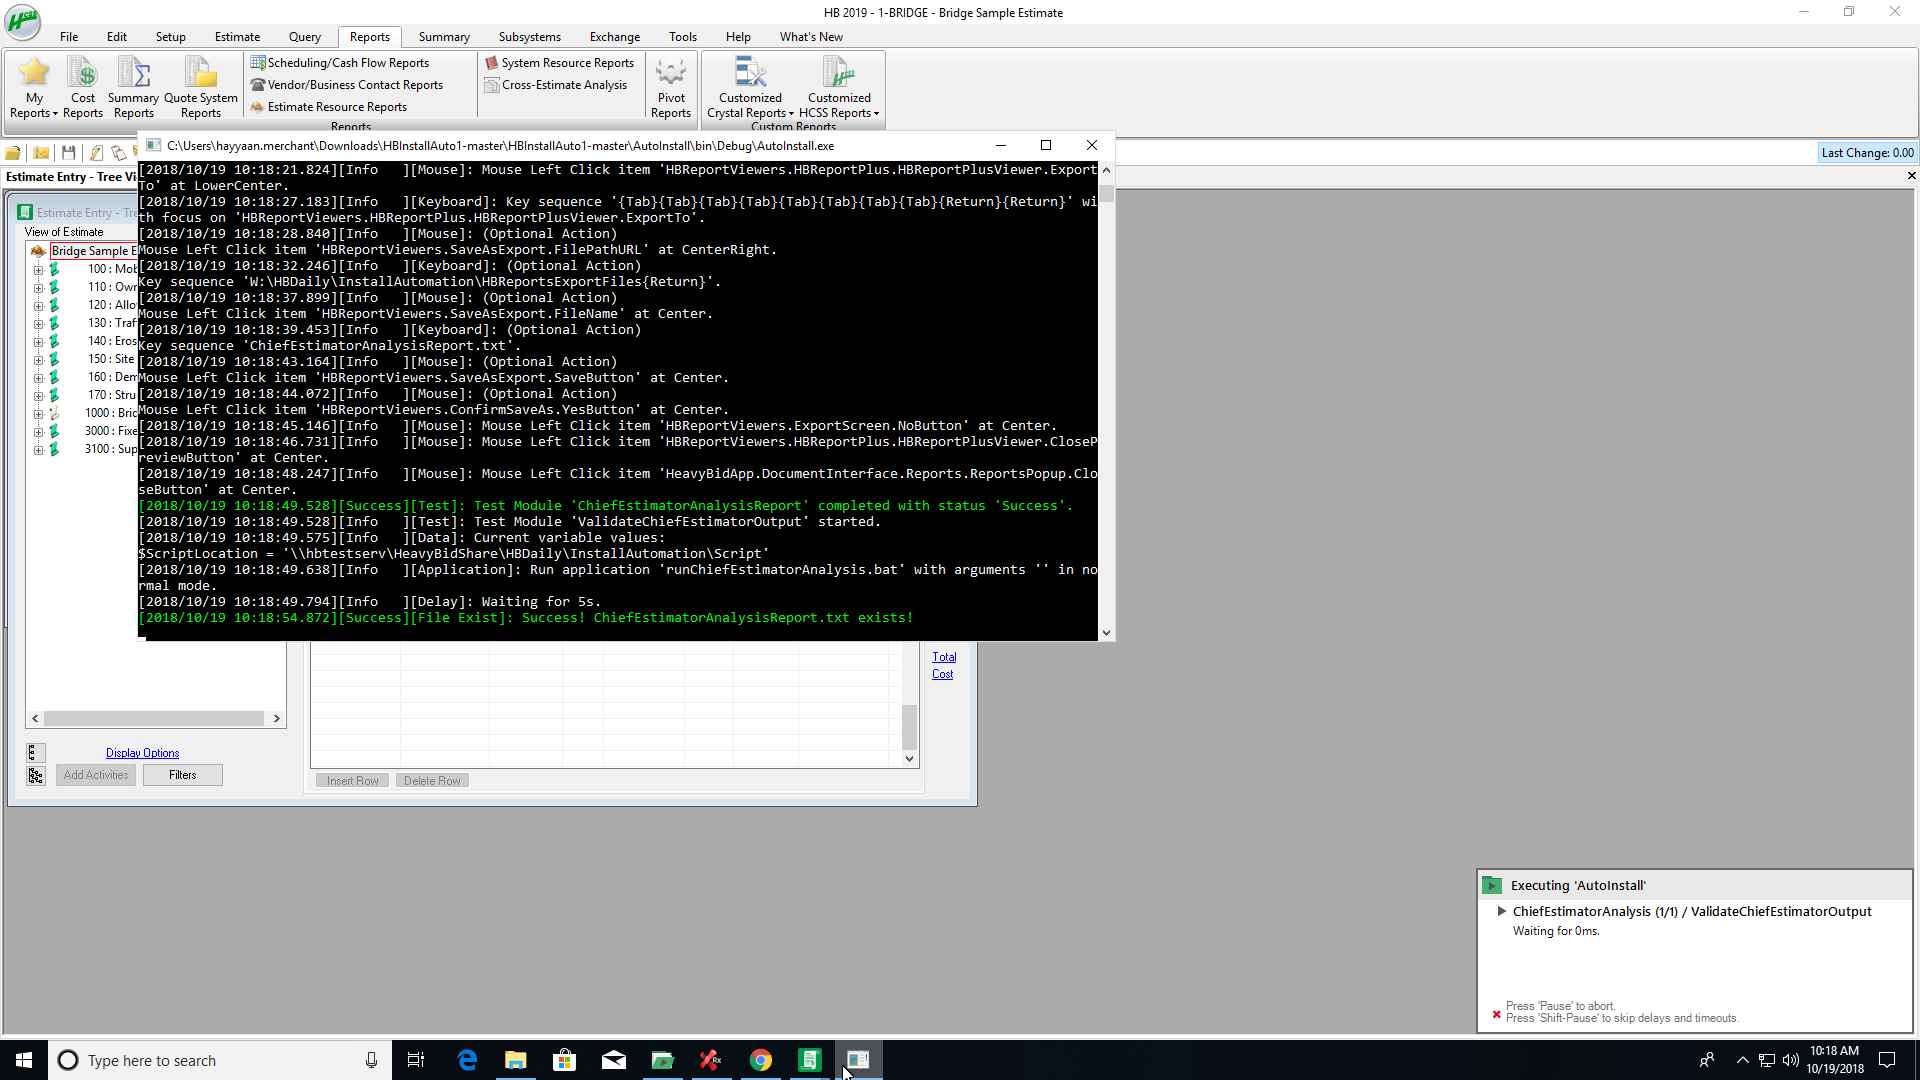 HB 2019 - 1-BRIDGE - Bridge Sample Estimate
File Edit Setup Estimate Query Reports Summary Subsystems Exchange Tools Help What's New
My Reports
Cost Reports
Summary Reports
Quote System Reports
Scheduling/Cash Flow Reports
Vendor/Business Contact Reports
Estimate Resource Reports
System Resource Reports
Cross-Estimate Analysis
Pivot Reports
Customized Crystal Reports
Customized HCSS Reports
Reports
Custom Reports
Last Change: 0.00
Estimate Entry - Tree Vi
C:\Users\hayyaan.merchant\Downloads\HBInstallAuto1-master\HBInstallAuto1-master\AutoInstall\bin\Debug\AutoInstall.exe
[2018/10/19 10:18:21.824][Info   ][Mouse]: Mouse Left Click item 'HBReportViewers.HBReportPlus.HBReportPlusViewer.Export
To' at LowerCenter.
[2018/10/19 10:18:27.183][Info   ][Keyboard]: Key sequence '{Tab}{Tab}{Tab}{Tab}{Tab}{Tab}{Tab}{Tab}{Return}{Return}' wi
th focus on 'HBReportViewers.HBReportPlus.HBReportPlusViewer.ExportTo'.
[2018/10/19 10:18:28.840][Info   ][Mouse]: (Optional Action)
Mouse Left Click item 'HBReportViewers.SaveAsExport.FilePathURL' at CenterRight.
[2018/10/19 10:18:32.246][Info   ][Keyboard]: (Optional Action)
Key sequence 'W:\HBDaily\InstallAutomation\HBReportsExportFiles{Return}'.
[2018/10/19 10:18:37.899][Info   ][Mouse]: (Optional Action)
Mouse Left Click item 'HBReportViewers.SaveAsExport.FileName' at Center.
[2018/10/19 10:18:39.453][Info   ][Keyboard]: (Optional Action)
Key sequence 'ChiefEstimatorAnalysisReport.txt'.
[2018/10/19 10:18:43.164][Info   ][Mouse]: (Optional Action)
Mouse Left Click item 'HBReportViewers.SaveAsExport.SaveButton' at Center.
[2018/10/19 10:18:44.072][Info   ][Mouse]: (Optional Action)
Mouse Left Click item 'HBReportViewers.ConfirmSaveAs.YesButton' at Center.
[2018/10/19 10:18:45.146][Info   ][Mouse]: Mouse Left Click item 'HBReportViewers.ExportScreen.NoButton' at Center.
[2018/10/19 10:18:46.731][Info   ][Mouse]: Mouse Left Click item 'HBReportViewers.HBReportPlus.HBReportPlusViewer.CloseP
reviewButton' at Center.
[2018/10/19 10:18:48.247][Info   ][Mouse]: Mouse Left Click item 'HeavyBidApp.DocumentInterface.Reports.ReportsPopup.Clo
seButton' at Center.
[2018/10/19 10:18:49.528][Success][Test]: Test Module 'ChiefEstimatorAnalysisReport' completed with status 'Success'.
[2018/10/19 10:18:49.528][Info   ][Test]: Test Module 'ValidateChiefEstimatorOutput' started.
[2018/10/19 10:18:49.575][Info   ][Data]: Current variable values:
$ScriptLocation = '\\hbtestserv\HeavyBidShare\HBDaily\InstallAutomation\Script'
[2018/10/19 10:18:49.638][Info   ][Application]: Run application 'runChiefEstimatorAnalysis.bat' with arguments '' in no
rmal mode.
[2018/10/19 10:18:49.794][Info   ][Delay]: Waiting for 5s.
[2018/10/19 10:18:54.872][Success][File Exist]: Success! ChiefEstimatorAnalysisReport.txt exists!
Estimate Entry - Tre
View of Estimate
Bridge Sample E
100 : Mob
110 : Own
120 : Allo
130 : Traf
140 : Eros
150 : Site
160 : Dem
170 : Stru
1000 : Bric
3000 : Fixe
3100 : Sup
Display Options
Add Activities
Filters
Insert Row
Delete Row
Total
Cost
Executing 'AutoInstall'
ChiefEstimatorAnalysis (1/1) / ValidateChiefEstimatorOutput
Waiting for 0ms.
Press 'Pause' to abort.
Press 'Shift-Pause' to skip delays and timeouts.
Type here to search
10:18 AM
10/19/2018